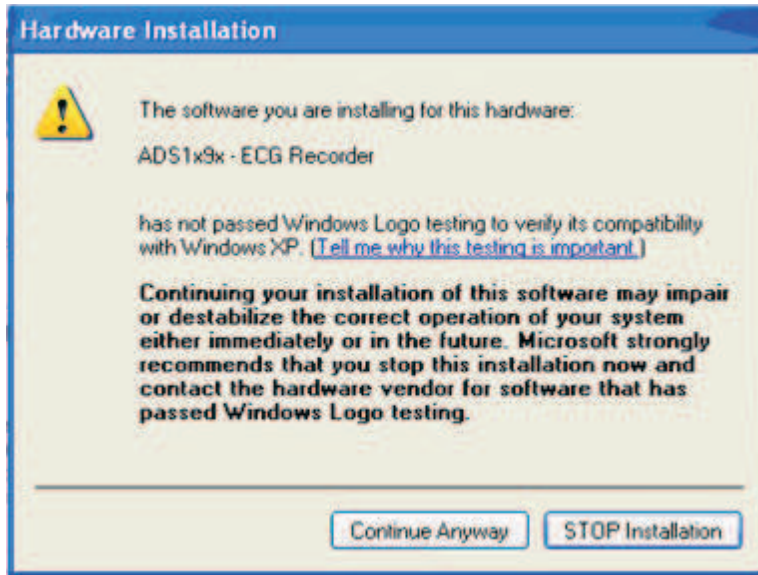 Hardware Installation
The software you are installing for this hardware:
ADS1x9x - ECG Recorder
has not passed Windows Logo testing to verify its compatibility
with Windows XP. (Tell me why this testing is important.)
Continuing your installation of this software may impair
or destabilize the correct operation of your system
either immediately or in the future. Microsoft strongly
recommends that you stop this installation now and
contact the hardware vendor for software that has
passed Windows Logo testing.
Continue Anyway
STOP Installation